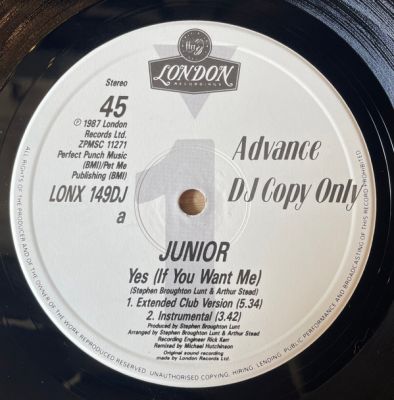 LONDON
RECORDINGS
Stereo
45
℗ 1987 London
Records Ltd.
ZPMSC 11271
Perfect Punch Music
(BMI)/Pet Me
Publishing (BMI)
LONX 149DJ
a
1
Advance
DJ Copy Only
JUNIOR
Yes (If You Want Me)
(Stephen Broughton Lunt & Arthur Stead)
1. Extended Club Version (5.34)
2. Instrumental (3.42)
Produced by Stephen Broughton Lunt
Arranged by Stephen Broughton Lunt & Arthur Stead
Recording Engineer Rick Kerr
Remixed by Michael Hutchinson
Original sound recording
made by London Records Ltd.
ALL RIGHTS OF THE PRODUCER AND OF THE OWNER OF THE WORK REPRODUCED RESERVED. UNAUTHORISED COPYING, HIRING, LENDING, PUBLIC PERFORMANCE AND BROADCASTING OF THIS RECORD PROHIBITED